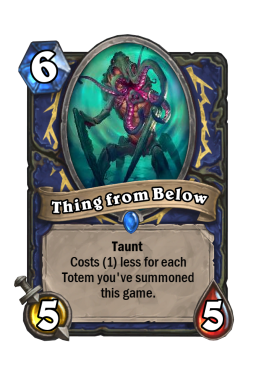 6
Thing from Below
Taunt
Costs (1) less for each
Totem you've summoned
this game.
5
5